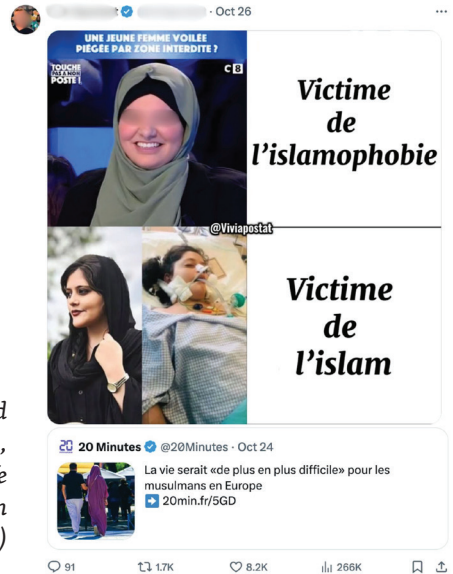 · Oct 26
UNE JEUNE FEMME VOILÉE
PIÉGÉE PAR ZONE INTERDITE ?
TOUCHE
PAS À MON
POSTE !
C8
Victime
de
l'islamophobie
@Viviapostat
Victime
de
l'islam
20 Minutes @20Minutes · Oct 24
La vie serait «de plus en plus difficile» pour les
musulmans en Europe
20min.fr/5GD
91 1.7K 8.2K 266K
d
,
e
n
)